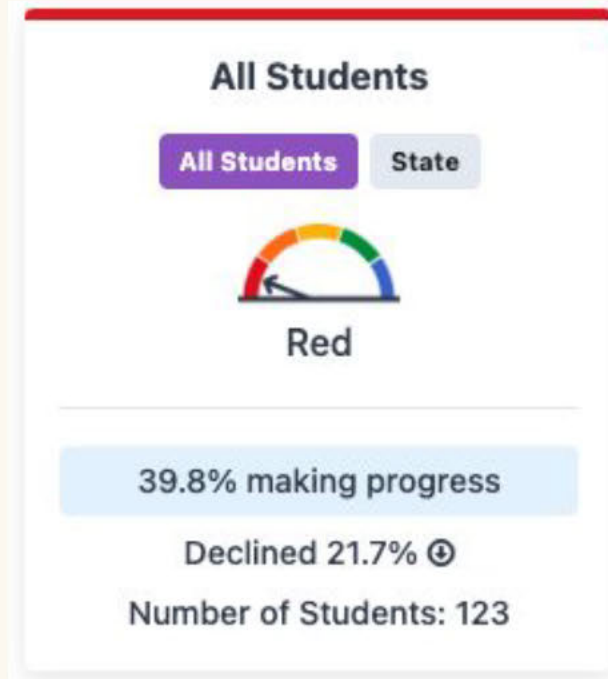 All Students
All Students State
Red
39.8% making progress
Declined 21.7%
Number of Students: 123